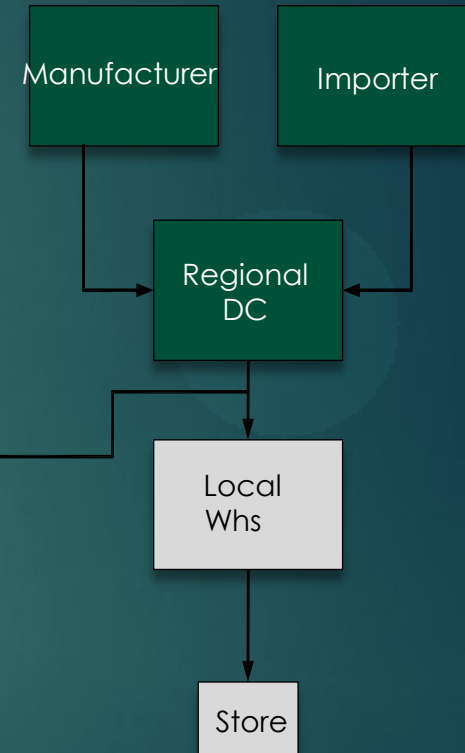 Manufacturer
Importer
Regional
DC
Local
Whs
Store